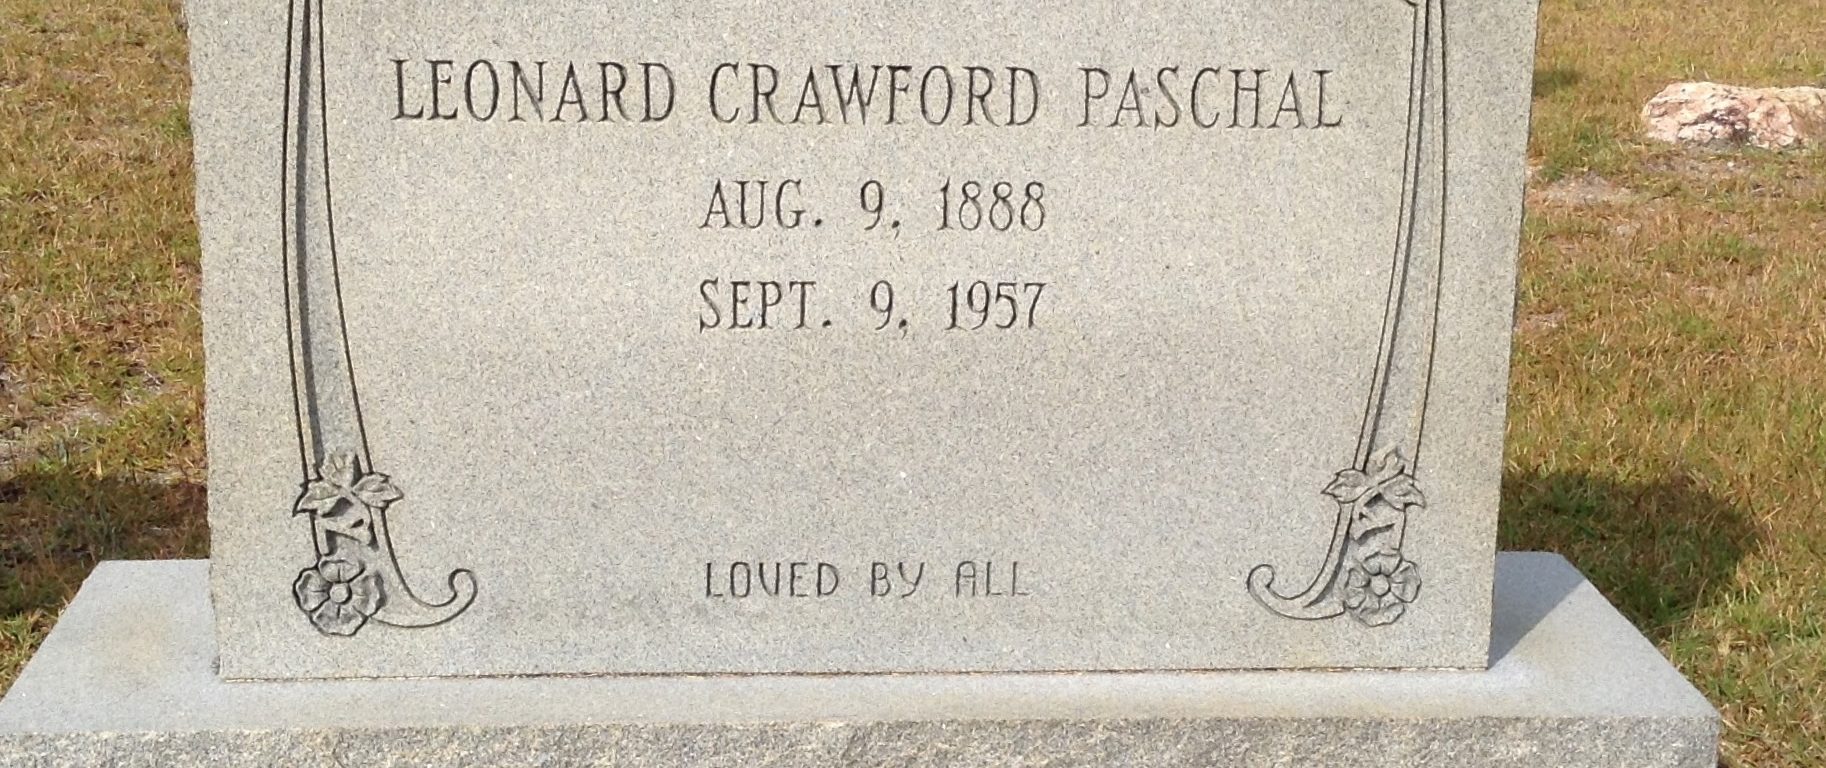 LEONARD CRAWFORD PASCHAL
AUG. 9, 1888
SEPT. 9, 1957
LOVED BY ALL